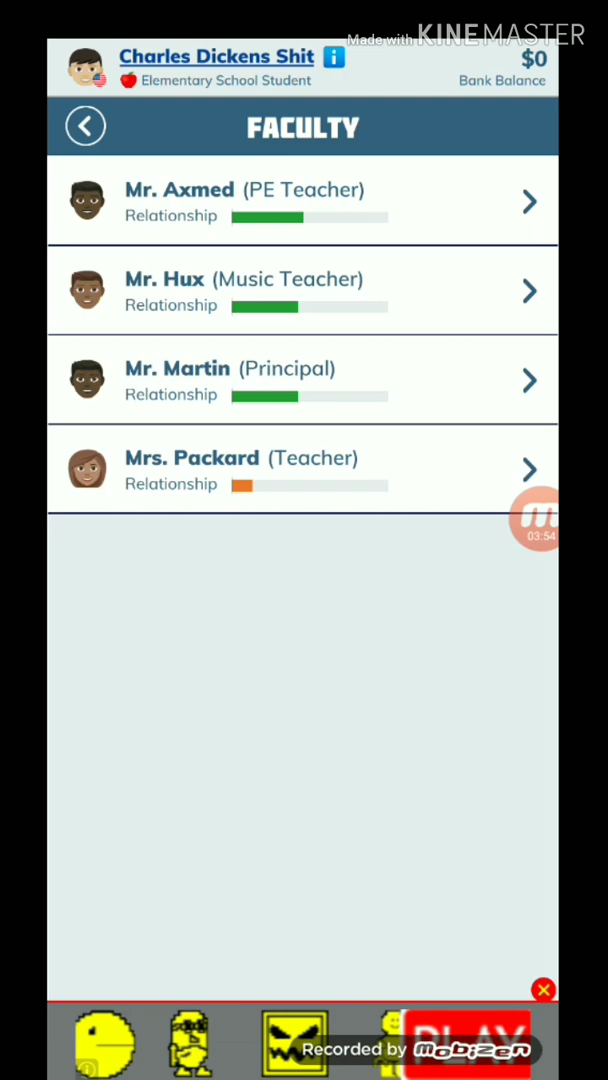 Made with KINEMASTER
Charles Dickens Shit i
$0
Elementary School Student
Bank Balance
FACULTY
Mr. Axmed (PE Teacher)
Relationship
Mr. Hux (Music Teacher)
Relationship
Mr. Martin (Principal)
Relationship
Mrs. Packard (Teacher)
Relationship
03:54
PLAY
Recorded by mobizen